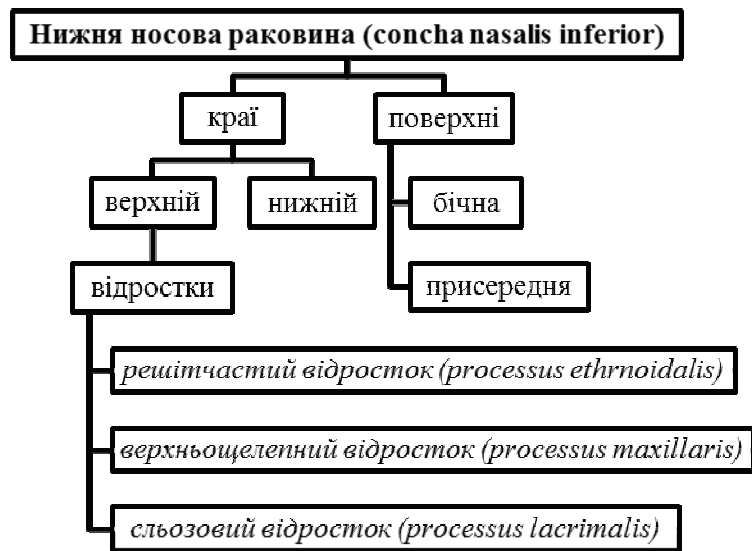 Нижня носова раковина (concha nasalis inferior)
краї
поверхні
верхній
нижній
бічна
відростки
присередня
решітчастий відросток (processus ethrnoidalis)
верхньощелепний відросток (processus maxillaris)
сльозовий відросток (processus lacrimalis)